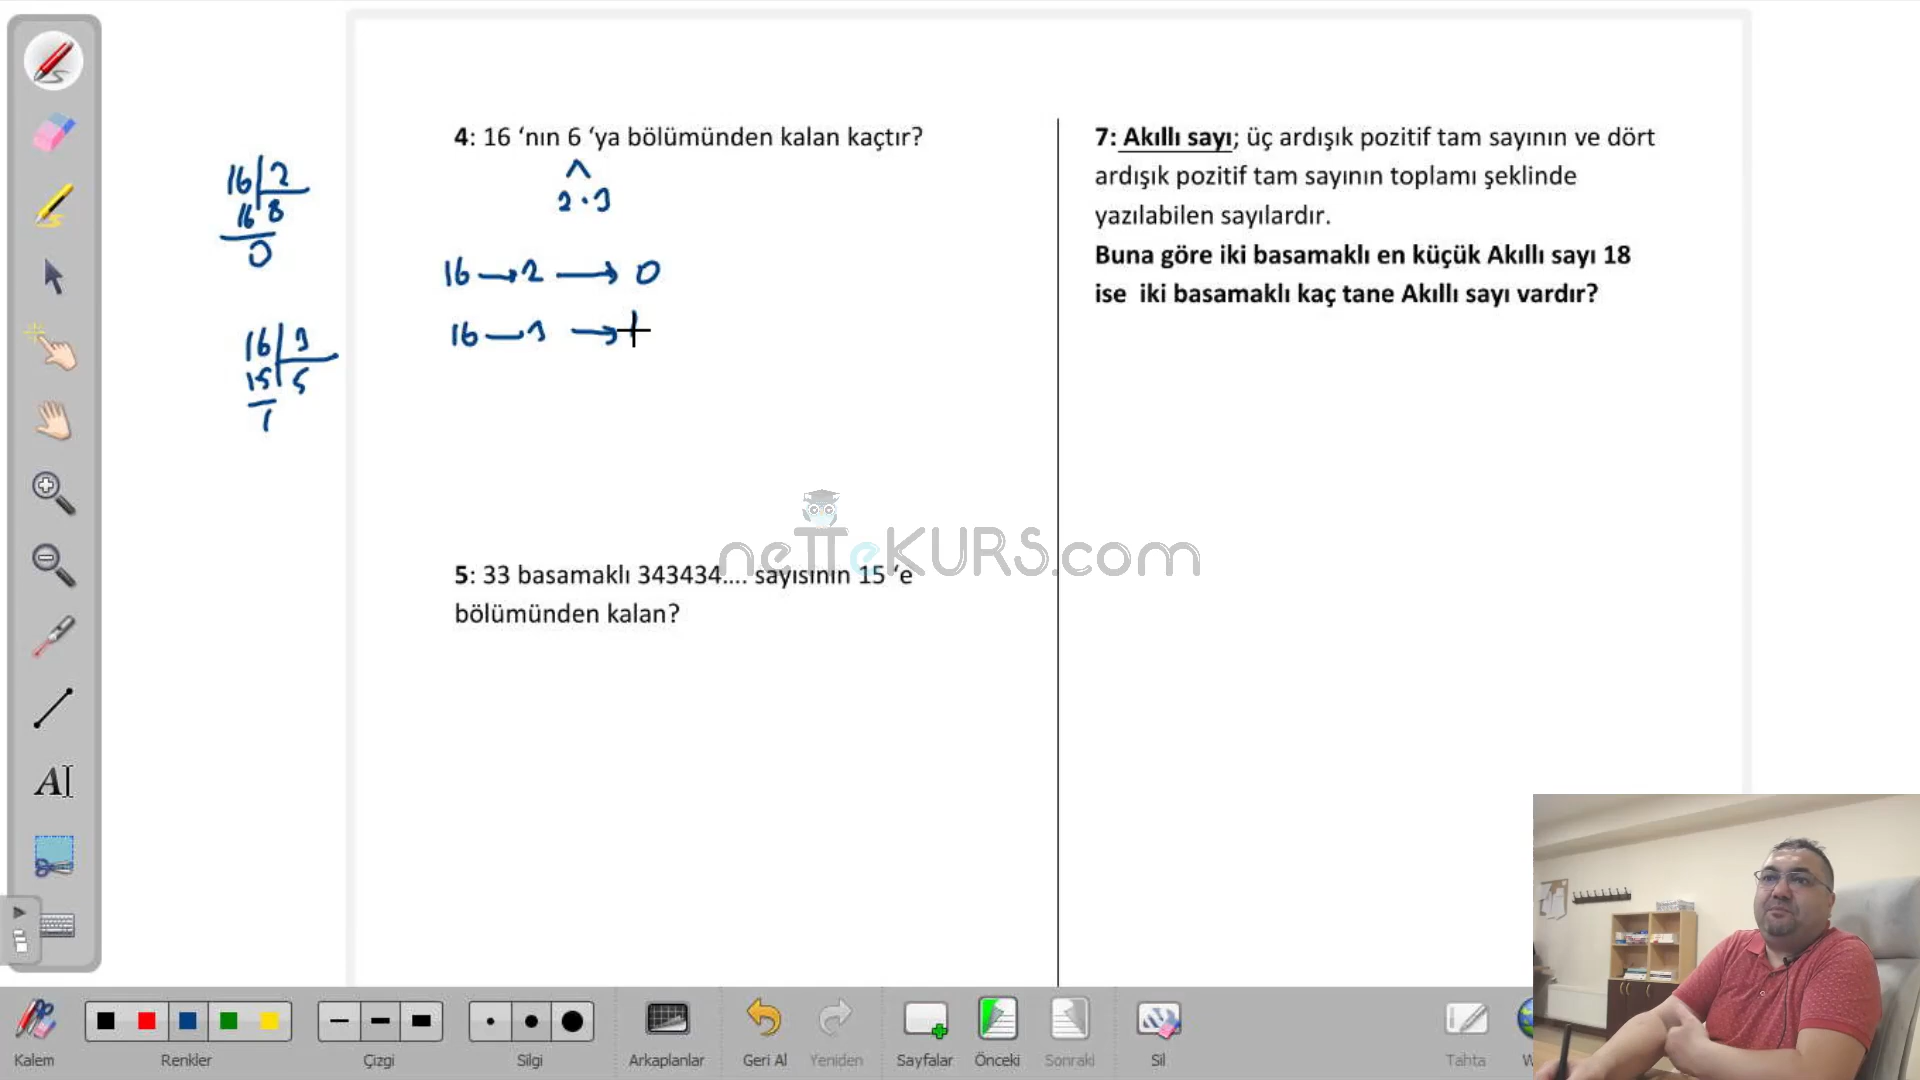 4: 16 ‘nın 6 ‘ya bölümünden kalan kaçtır?
2 . 3
16 → 2 → 0
16 — 3 → 1
16 | 2
16 8
0
16 | 3
15 5
1
5: 33 basamaklı 343434.... sayısının 15 ‘e
bölümünden kalan?
netteKURS.com
7: Akıllı sayı; üç ardışık pozitif tam sayının ve dört
ardışık pozitif tam sayının toplamı şeklinde
yazılabilen sayılardır.
Buna göre iki basamaklı en küçük Akıllı sayı 18
ise iki basamaklı kaç tane Akıllı sayı vardır?
AI
Kalem
Renkler
Çizgi
Silgi
Arkaplanlar
Geri Al
Yeniden
Sayfalar
Önceki
Sonraki
Sil
Tahta
W